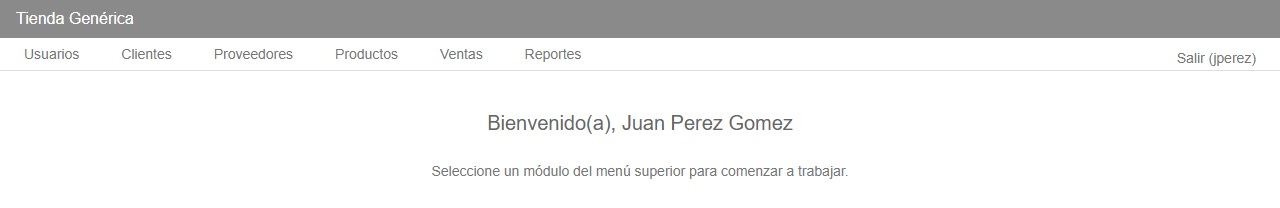 Tienda Genérica
Usuarios Clientes Proveedores Productos Ventas Reportes Salir (jperez)
Bienvenido(a), Juan Perez Gomez
Seleccione un módulo del menú superior para comenzar a trabajar.